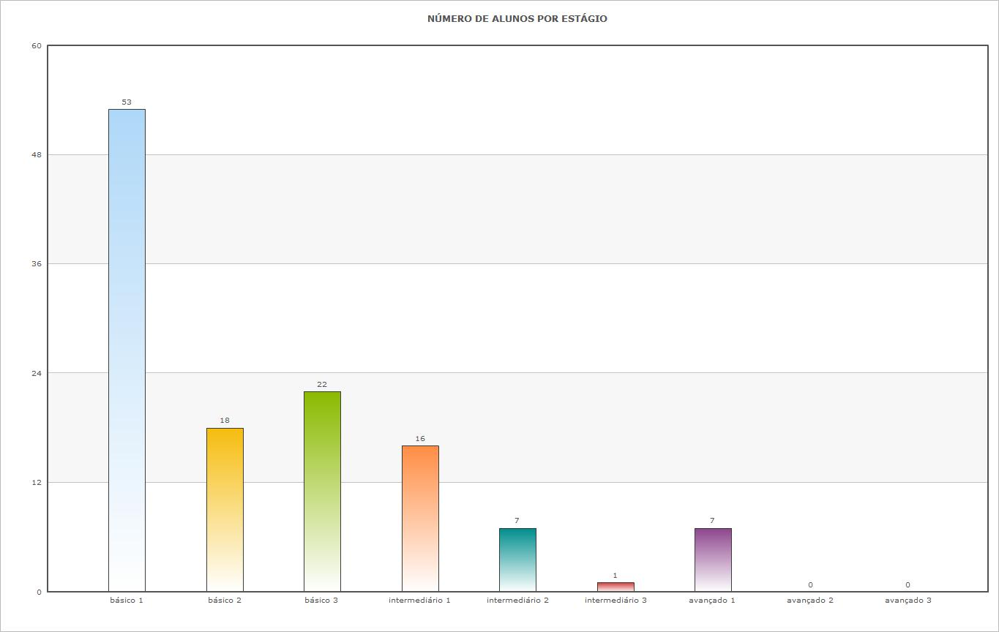 NÚMERO DE ALUNOS POR ESTÁGIO
60
48
36
24
12
0
53
18
22
16
7
1
7
0
0
básico 1
básico 2
básico 3
intermediário 1
intermediário 2
intermediário 3
avançado 1
avançado 2
avançado 3